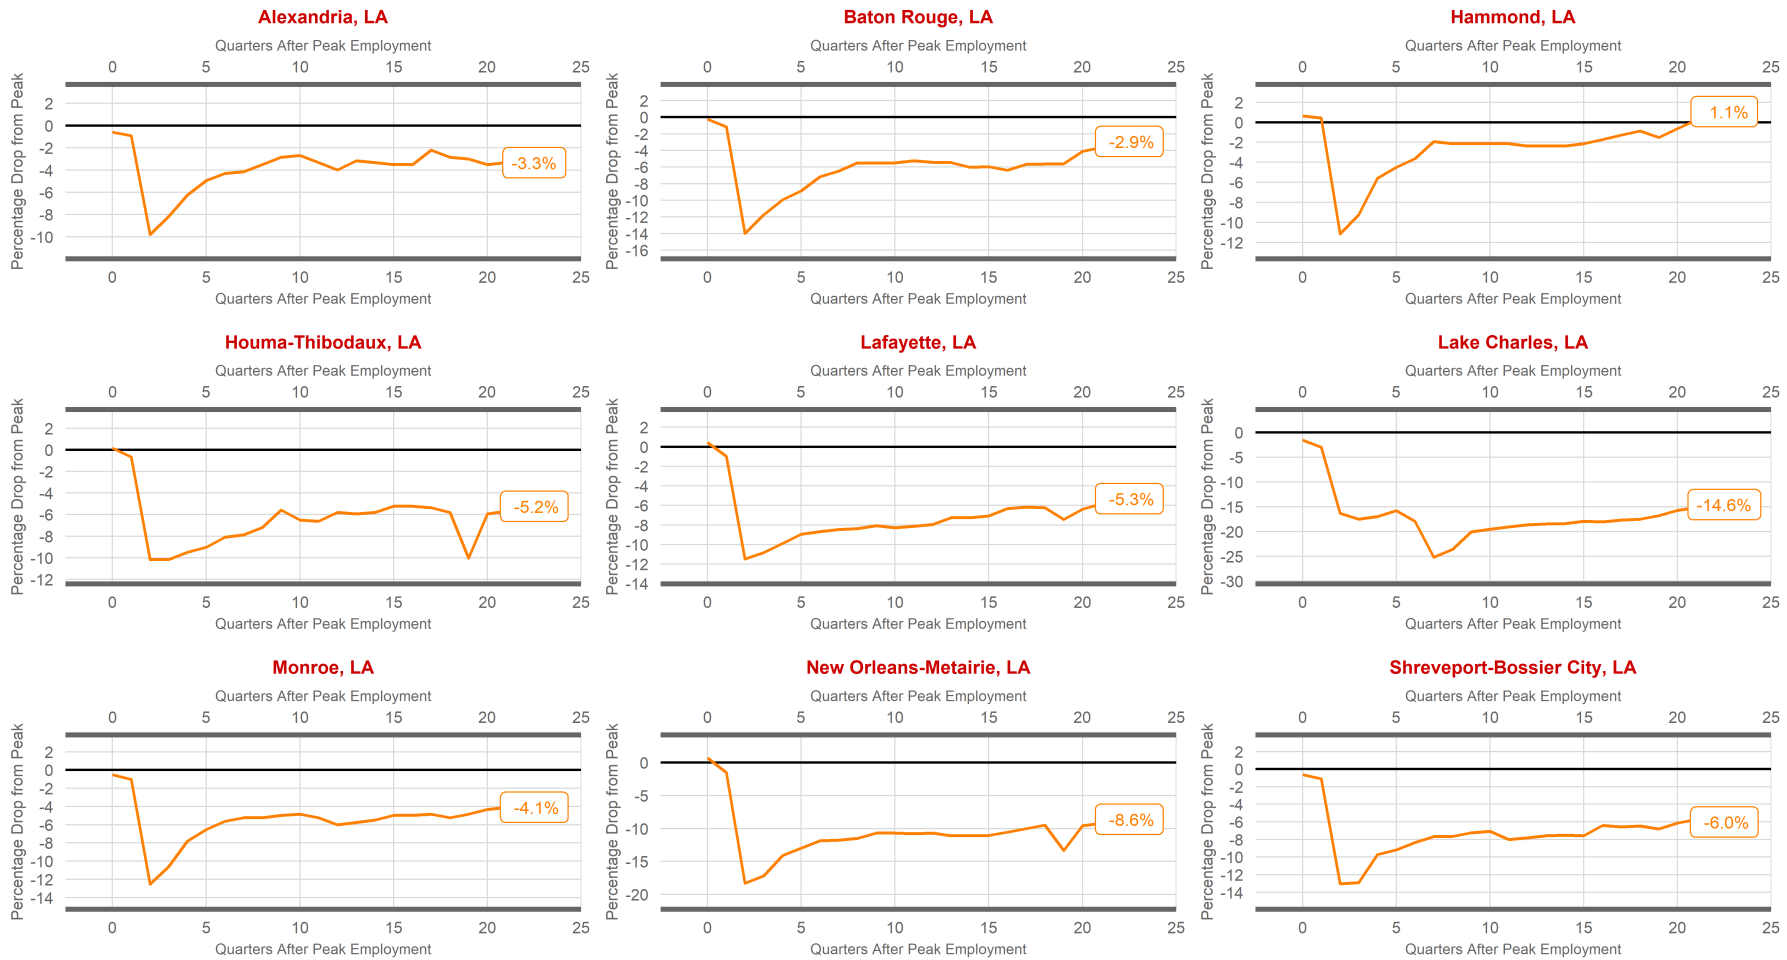 Alexandria, LA
Quarters After Peak Employment
0 5 10 15 20 25
Percentage Drop from Peak
2
0
-2
-4
-6
-8
-10
-3.3%
0 5 10 15 20 25
Quarters After Peak Employment
Baton Rouge, LA
Quarters After Peak Employment
0 5 10 15 20 25
Percentage Drop from Peak
2
0
-2
-4
-6
-8
-10
-12
-14
-16
-2.9%
0 5 10 15 20 25
Quarters After Peak Employment
Hammond, LA
Quarters After Peak Employment
0 5 10 15 20 25
Percentage Drop from Peak
2
0
-2
-4
-6
-8
-10
-12
1.1%
0 5 10 15 20 25
Quarters After Peak Employment
Houma-Thibodaux, LA
Quarters After Peak Employment
0 5 10 15 20 25
Percentage Drop from Peak
2
0
-2
-4
-6
-8
-10
-12
-5.2%
0 5 10 15 20 25
Quarters After Peak Employment
Lafayette, LA
Quarters After Peak Employment
0 5 10 15 20 25
Percentage Drop from Peak
2
0
-2
-4
-6
-8
-10
-12
-14
-5.3%
0 5 10 15 20 25
Quarters After Peak Employment
Lake Charles, LA
Quarters After Peak Employment
0 5 10 15 20 25
Percentage Drop from Peak
0
-5
-10
-15
-20
-25
-30
-14.6%
0 5 10 15 20 25
Quarters After Peak Employment
Monroe, LA
Quarters After Peak Employment
0 5 10 15 20 25
Percentage Drop from Peak
2
0
-2
-4
-6
-8
-10
-12
-14
-4.1%
0 5 10 15 20 25
Quarters After Peak Employment
New Orleans-Metairie, LA
Quarters After Peak Employment
0 5 10 15 20 25
Percentage Drop from Peak
0
-5
-10
-15
-20
-8.6%
0 5 10 15 20 25
Quarters After Peak Employment
Shreveport-Bossier City, LA
Quarters After Peak Employment
0 5 10 15 20 25
Percentage Drop from Peak
2
0
-2
-4
-6
-8
-10
-12
-14
-6.0%
0 5 10 15 20 25
Quarters After Peak Employment